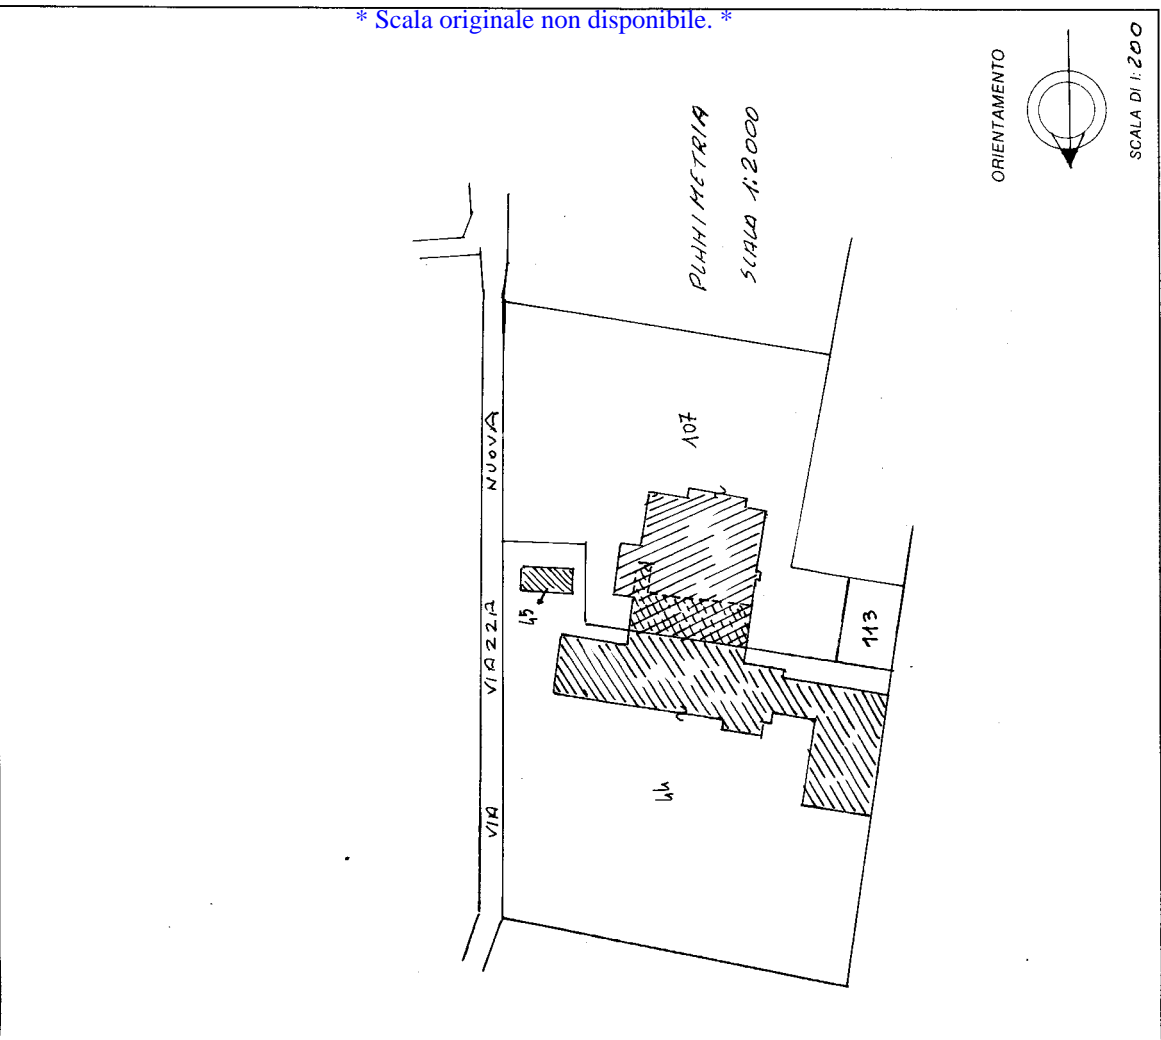 * Scala originale non disponibile. *
ORIENTAMENTO
SCALA DI 1: 200
PLANIMETRIA
SCALA 1:2000
VIA VIAZZA NUOVA
107
45
113
44